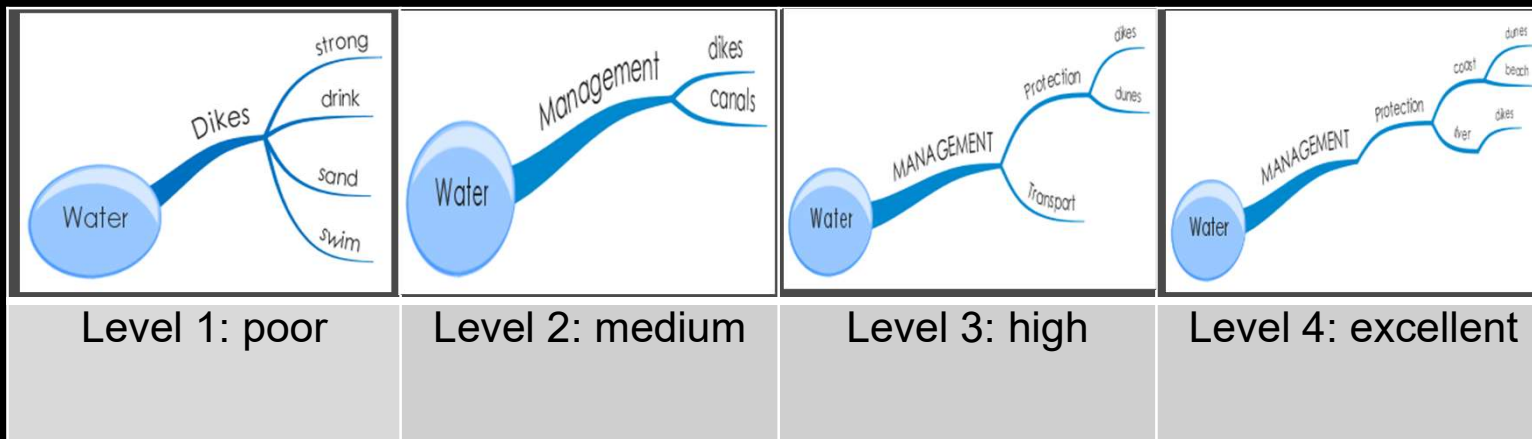 strong
drink
Dikes
sand
Water
swim
dikes
Management
canals
Water
dikes
Protection
dunes
MANAGEMENT
Transpart
Water
dunes
coast
beach
Protection
dikes
river
MANAGEMENT
Water
Level 1: poor
Level 2: medium
Level 3: high
Level 4: excellent